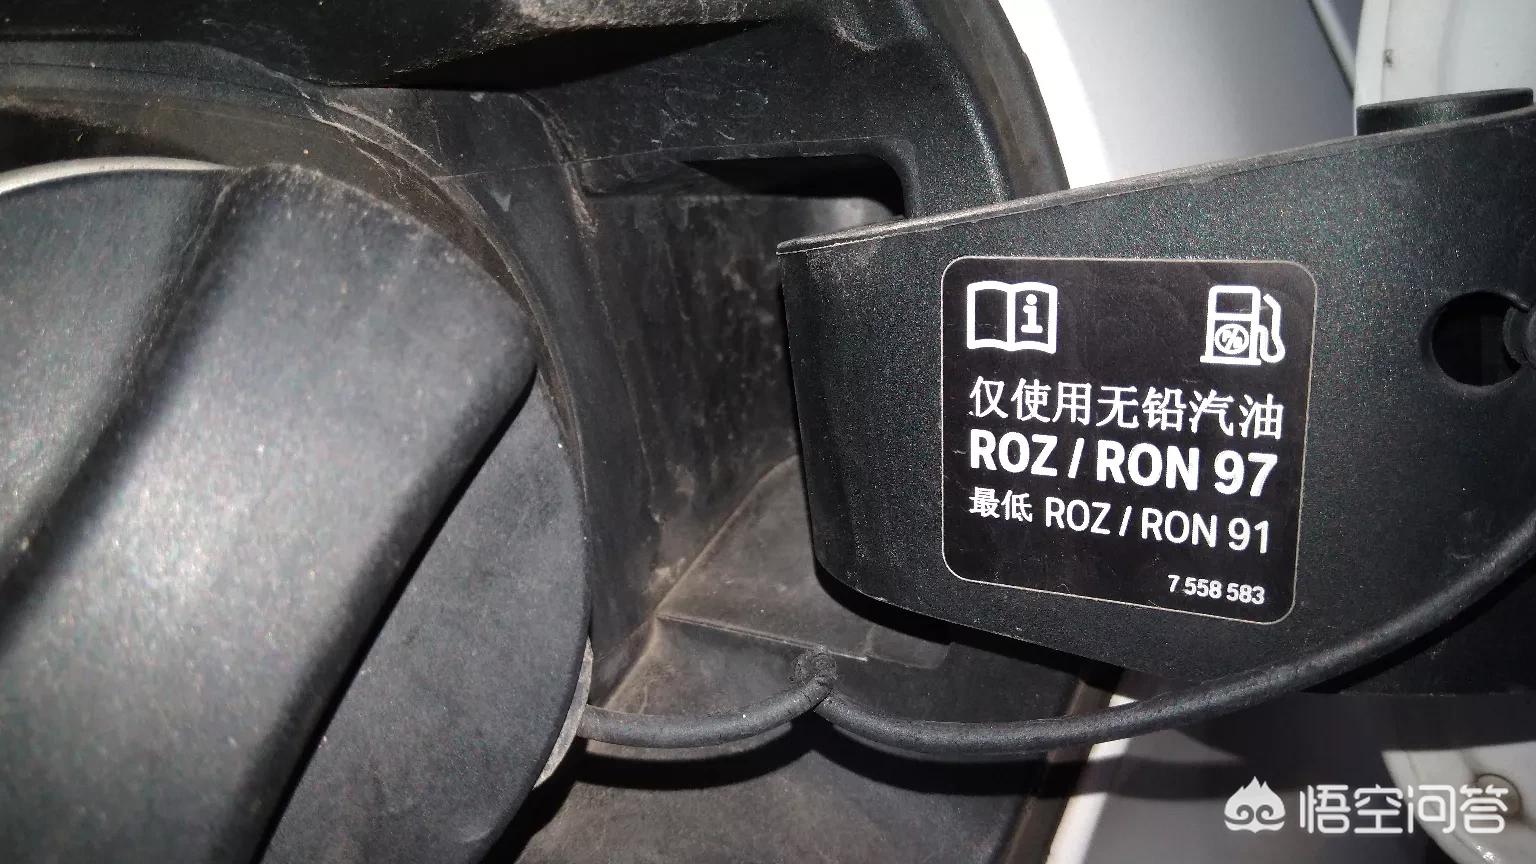 仅使用无铅汽油
ROZ / RON 97
最低 ROZ / RON 91
7 558 583
悟空问答